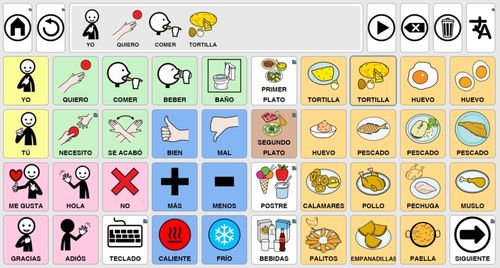 YO QUIERO COMER TORTILLA
YO QUIERO COMER BEBER BAÑO PRIMER PLATO TORTILLA TORTILLA HUEVO HUEVO
TÚ NECESITO SE ACABÓ BIEN MAL SEGUNDO PLATO HUEVO PESCADO PESCADO PESCADO
ME GUSTA HOLA NO MÁS MENOS POSTRE CALAMARES POLLO PECHUGA MUSLO
GRACIAS ADIÓS TECLADO CALIENTE FRÍO BEBIDAS PALITOS EMPANADILLAS PAELLA SIGUIENTE